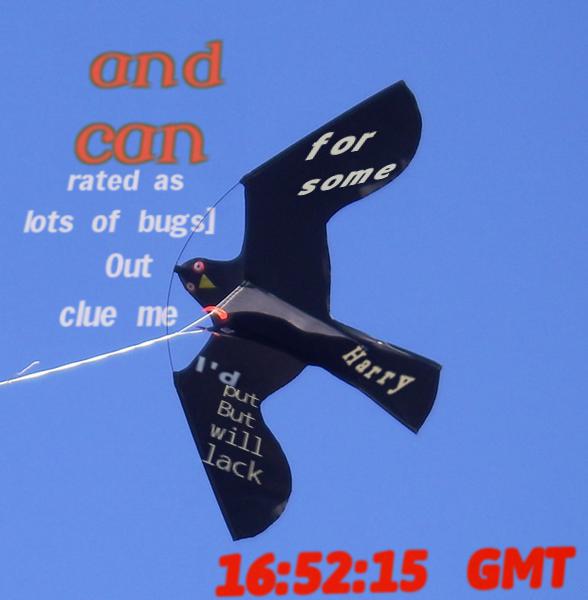 and
can
rated as
lots of bugs]
Out
clue me
for
some
Harry
I'd
put
But
will
lack
16:52:15 GMT